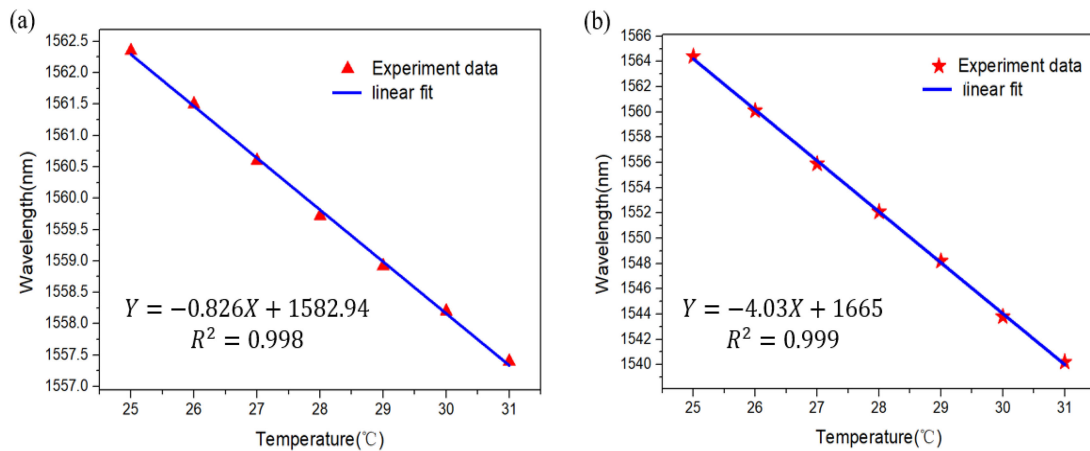 (a)
Wavelength(nm)
1562.5
1562.0
1561.5
1561.0
1560.5
1560.0
1559.5
1559.0
1558.5
1558.0
1557.5
1557.0
Experiment data
linear fit
Y = −0.826X + 1582.94
R² = 0.998
25 26 27 28 29 30 31
Temperature(℃)
(b)
Wavelength(nm)
1566
1564
1562
1560
1558
1556
1554
1552
1550
1548
1546
1544
1542
1540
Experiment data
linear fit
Y = −4.03X + 1665
R² = 0.999
25 26 27 28 29 30 31
Temperature(℃)